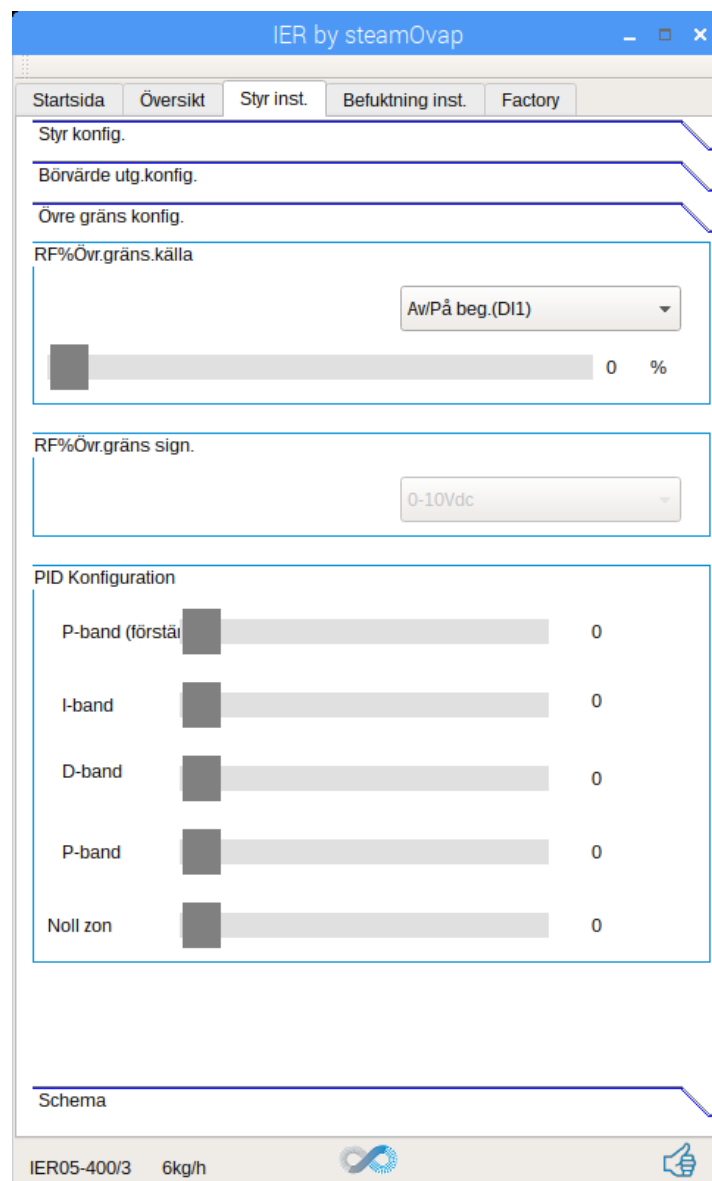 IER by steamOvap
Startsida Översikt Styr inst. Befuktning inst. Factory
Styr konfig.
Börvärde utg.konfig.
Övre gräns konfig.
RF%Övr.gräns.källa
Av/På beg.(DI1)
0 %
RF%Övr.gräns sign.
0-10Vdc
PID Konfiguration
P-band (förstär 0
I-band 0
D-band 0
P-band 0
Noll zon 0
Schema
IER05-400/3 6kg/h